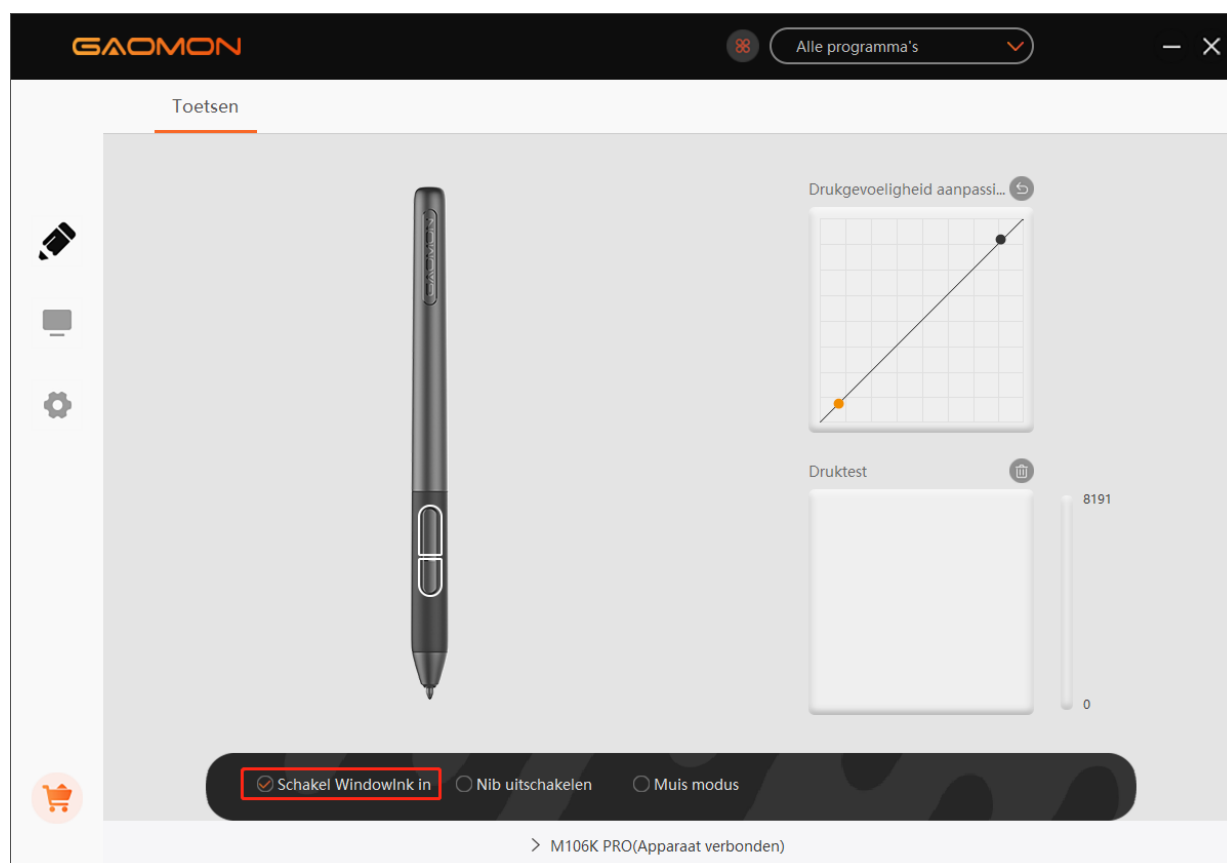 GAOMON
Alle programma's
Toetsen
Drukgevoeligheid aanpassi...
GAOMON
Druktest
8191
0
Schakel WindowInk in
Nib uitschakelen
Muis modus
M106K PRO(Apparaat verbonden)